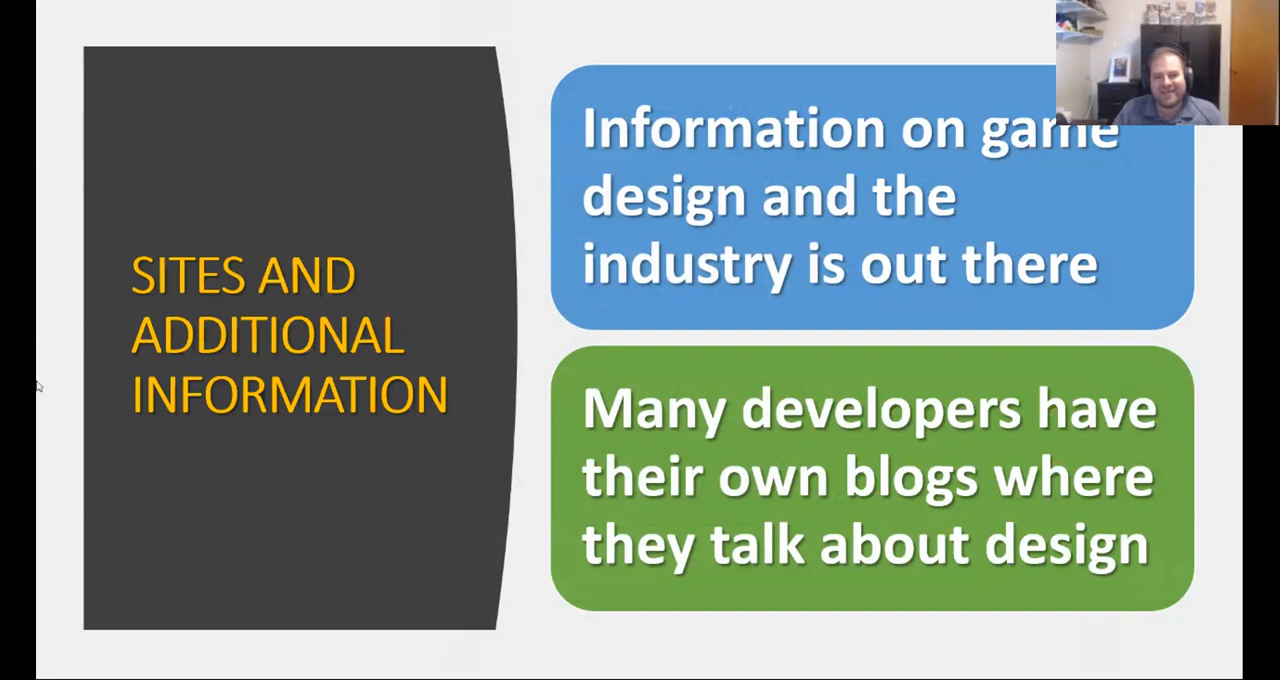 SITES AND
ADDITIONAL
INFORMATION
Information on game
design and the
industry is out there
Many developers have
their own blogs where
they talk about design